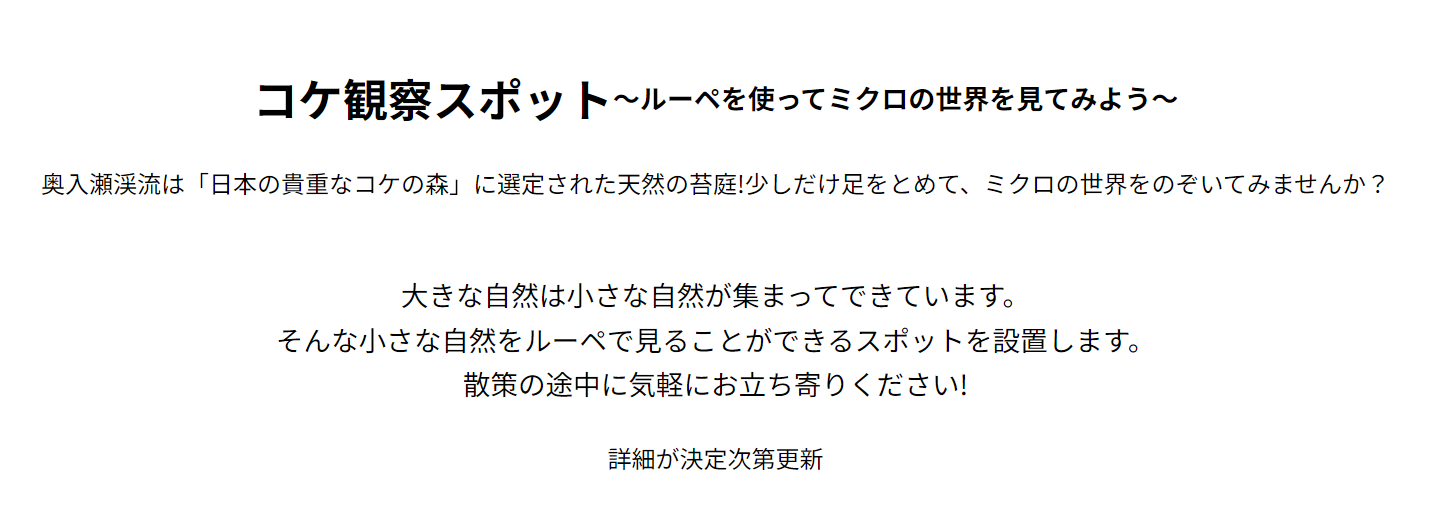 コケ観察スポット～ルーペを使ってミクロの世界を見てみよう～
奥入瀬渓流は「日本の貴重なコケの森」に選定された天然の苔庭!少しだけ足をとめて、ミクロの世界をのぞいてみませんか？
大きな自然は小さな自然が集まってできています。
そんな小さな自然をルーペで見ることができるスポットを設置します。
散策の途中に気軽にお立ち寄りください!
詳細が決定次第更新